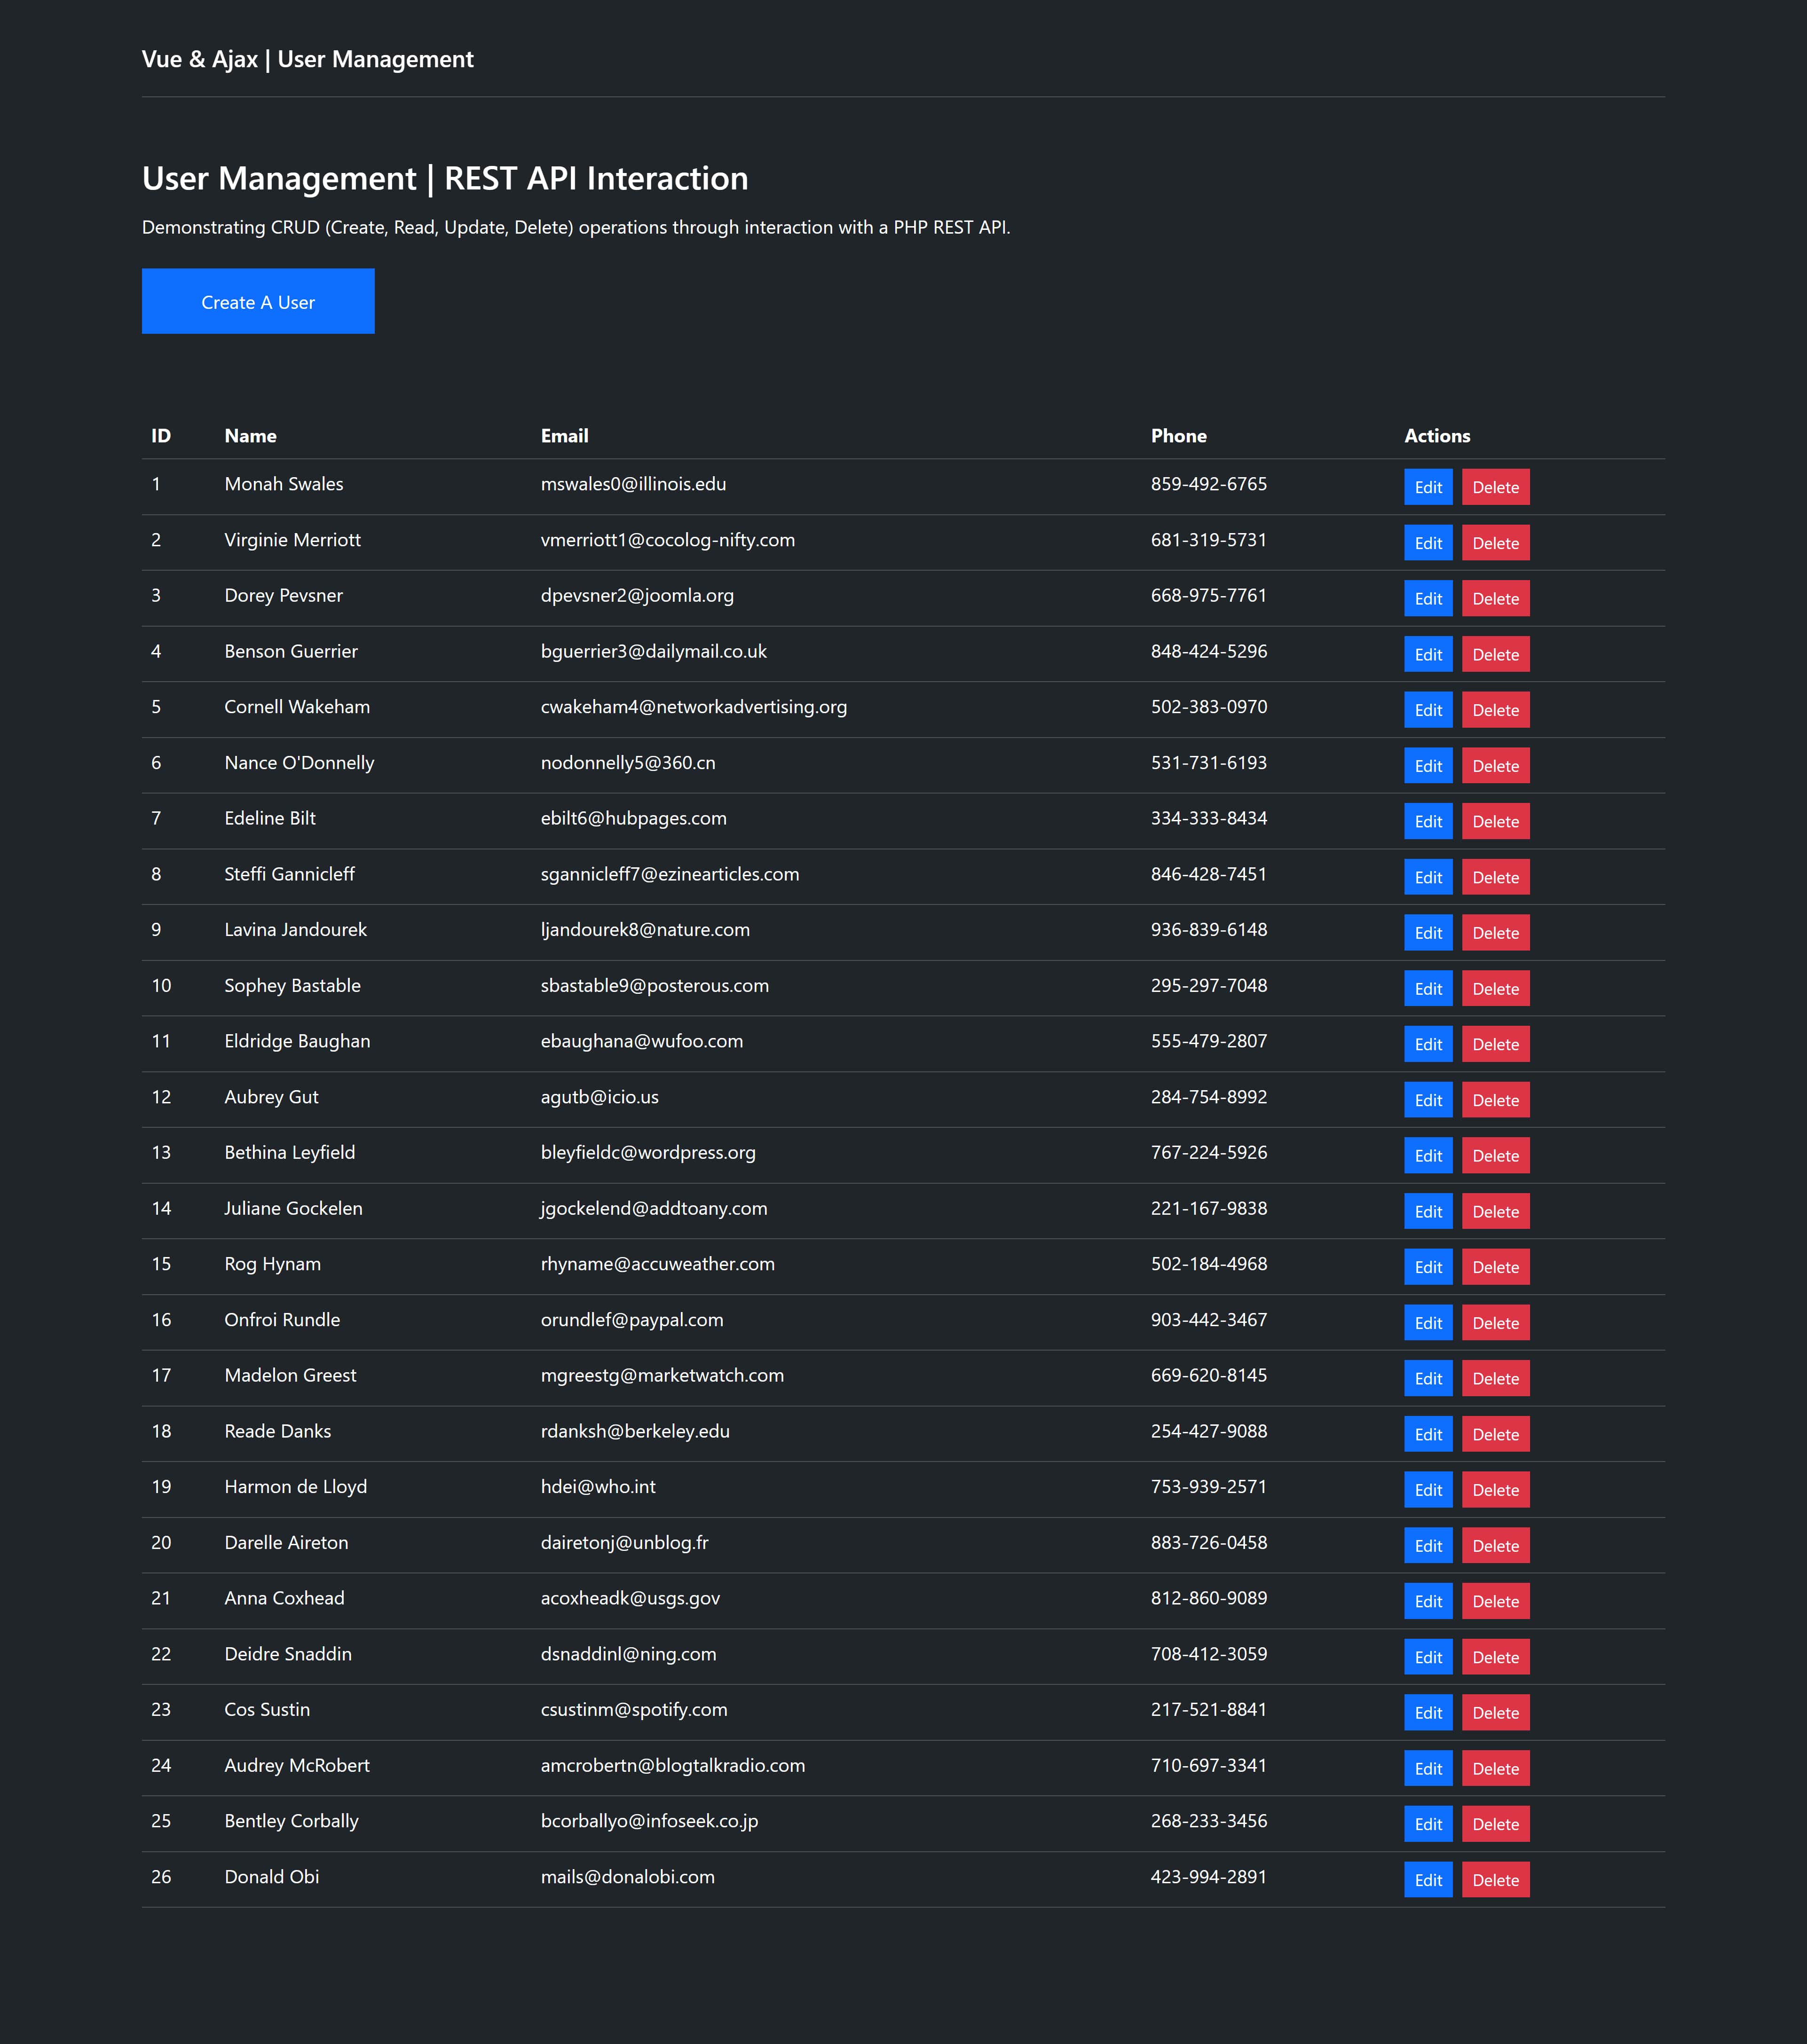 Vue & Ajax | User Management
User Management | REST API Interaction
Demonstrating CRUD (Create, Read, Update, Delete) operations through interaction with a PHP REST API.
Create A User
ID Name Email Phone Actions
1 Monah Swales mswales0@illinois.edu 859-492-6765 Edit Delete
2 Virginie Merriott vmerriott1@cocolog-nifty.com 681-319-5731 Edit Delete
3 Dorey Pevsner dpevsner2@joomla.org 668-975-7761 Edit Delete
4 Benson Guerrier bguerrier3@dailymail.co.uk 848-424-5296 Edit Delete
5 Cornell Wakeham cwakeham4@networkadvertising.org 502-383-0970 Edit Delete
6 Nance O'Donnelly nodonnelly5@360.cn 531-731-6193 Edit Delete
7 Edeline Bilt ebilt6@hubpages.com 334-333-8434 Edit Delete
8 Steffi Gannicleff sgannicleff7@ezinearticles.com 846-428-7451 Edit Delete
9 Lavina Jandourek ljandourek8@nature.com 936-839-6148 Edit Delete
10 Sophey Bastable sbastable9@posterous.com 295-297-7048 Edit Delete
11 Eldridge Baughan ebaughana@wufoo.com 555-479-2807 Edit Delete
12 Aubrey Gut agutb@icio.us 284-754-8992 Edit Delete
13 Bethina Leyfield bleyfieldc@wordpress.org 767-224-5926 Edit Delete
14 Juliane Gockelen jgockelend@addtoany.com 221-167-9838 Edit Delete
15 Rog Hynam rhyname@accuweather.com 502-184-4968 Edit Delete
16 Onfroi Rundle orundlef@paypal.com 903-442-3467 Edit Delete
17 Madelon Greest mgreestg@marketwatch.com 669-620-8145 Edit Delete
18 Reade Danks rdanksh@berkeley.edu 254-427-9088 Edit Delete
19 Harmon de Lloyd hdei@who.int 753-939-2571 Edit Delete
20 Darelle Aireton dairetonj@unblog.fr 883-726-0458 Edit Delete
21 Anna Coxhead acoxheadk@usgs.gov 812-860-9089 Edit Delete
22 Deidre Snaddin dsnaddinl@ning.com 708-412-3059 Edit Delete
23 Cos Sustin csustinm@spotify.com 217-521-8841 Edit Delete
24 Audrey McRobert amcrobertn@blogtalkradio.com 710-697-3341 Edit Delete
25 Bentley Corbally bcorballyo@infoseek.co.jp 268-233-3456 Edit Delete
26 Donald Obi mails@donalobi.com 423-994-2891 Edit Delete